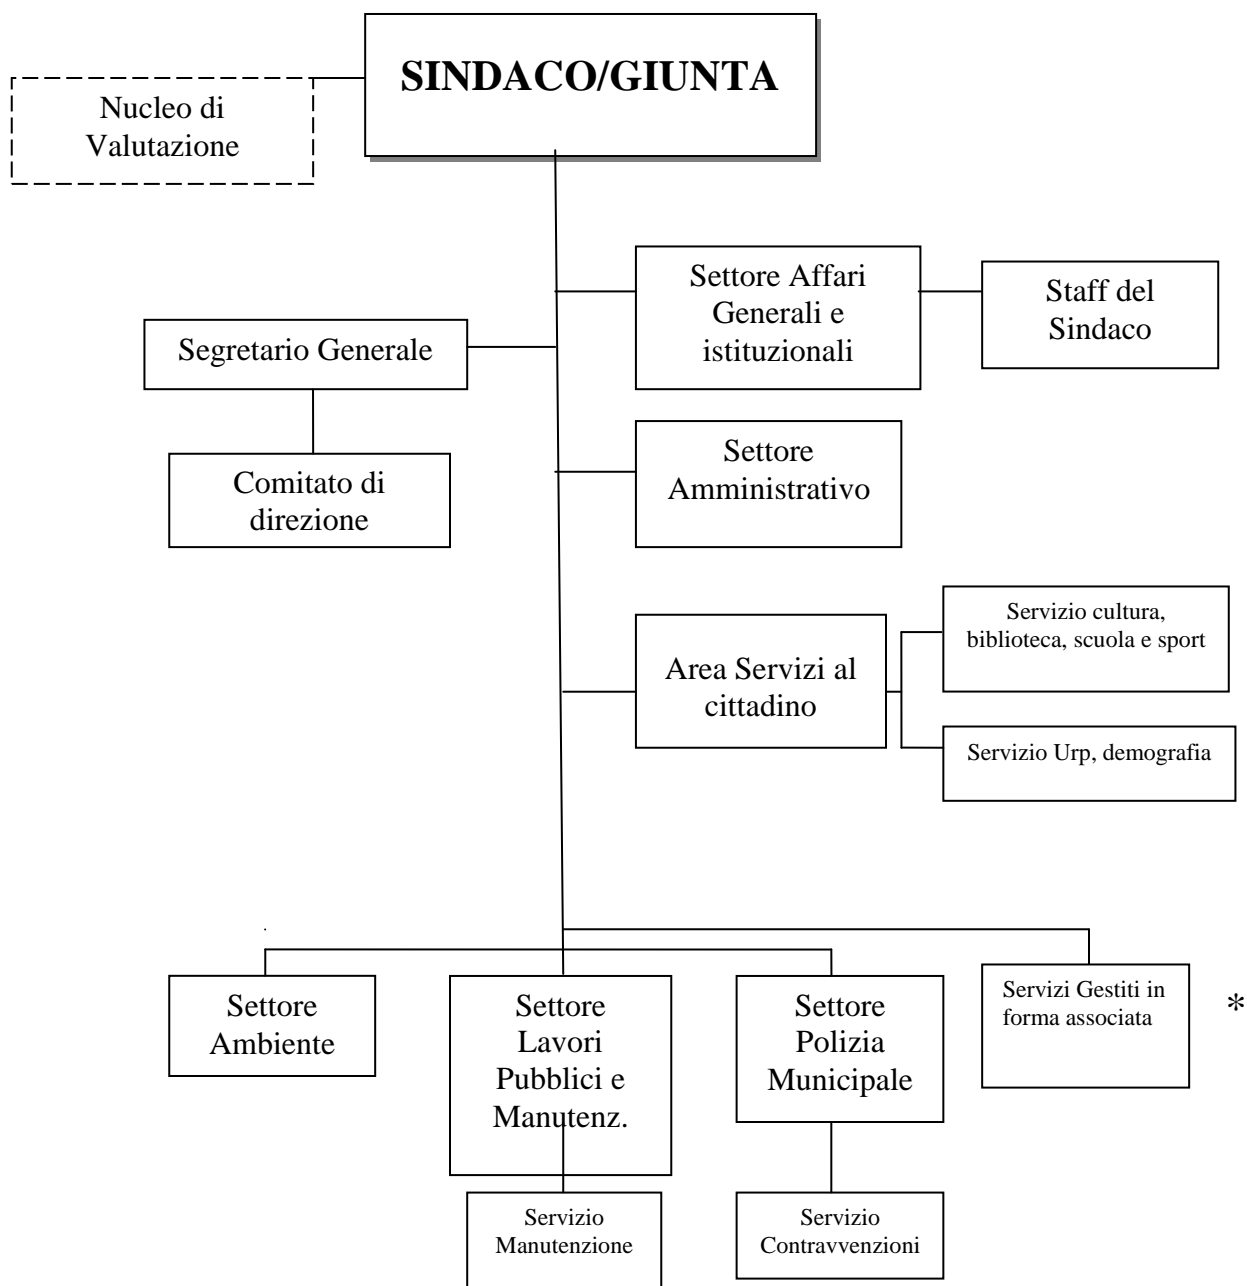 SINDACO/GIUNTA
Nucleo di
Valutazione
Settore Affari
Generali e
istituzionali
Staff del
Sindaco
Segretario Generale
Comitato di
direzione
Settore
Amministrativo
Area Servizi al
cittadino
Servizio cultura,
biblioteca, scuola e sport
Servizio Urp, demografia
Settore
Ambiente
Settore
Lavori
Pubblici e
Manutenz.
Settore
Polizia
Municipale
Servizi Gestiti in
forma associata
*
Servizio
Manutenzione
Servizio
Contravvenzioni